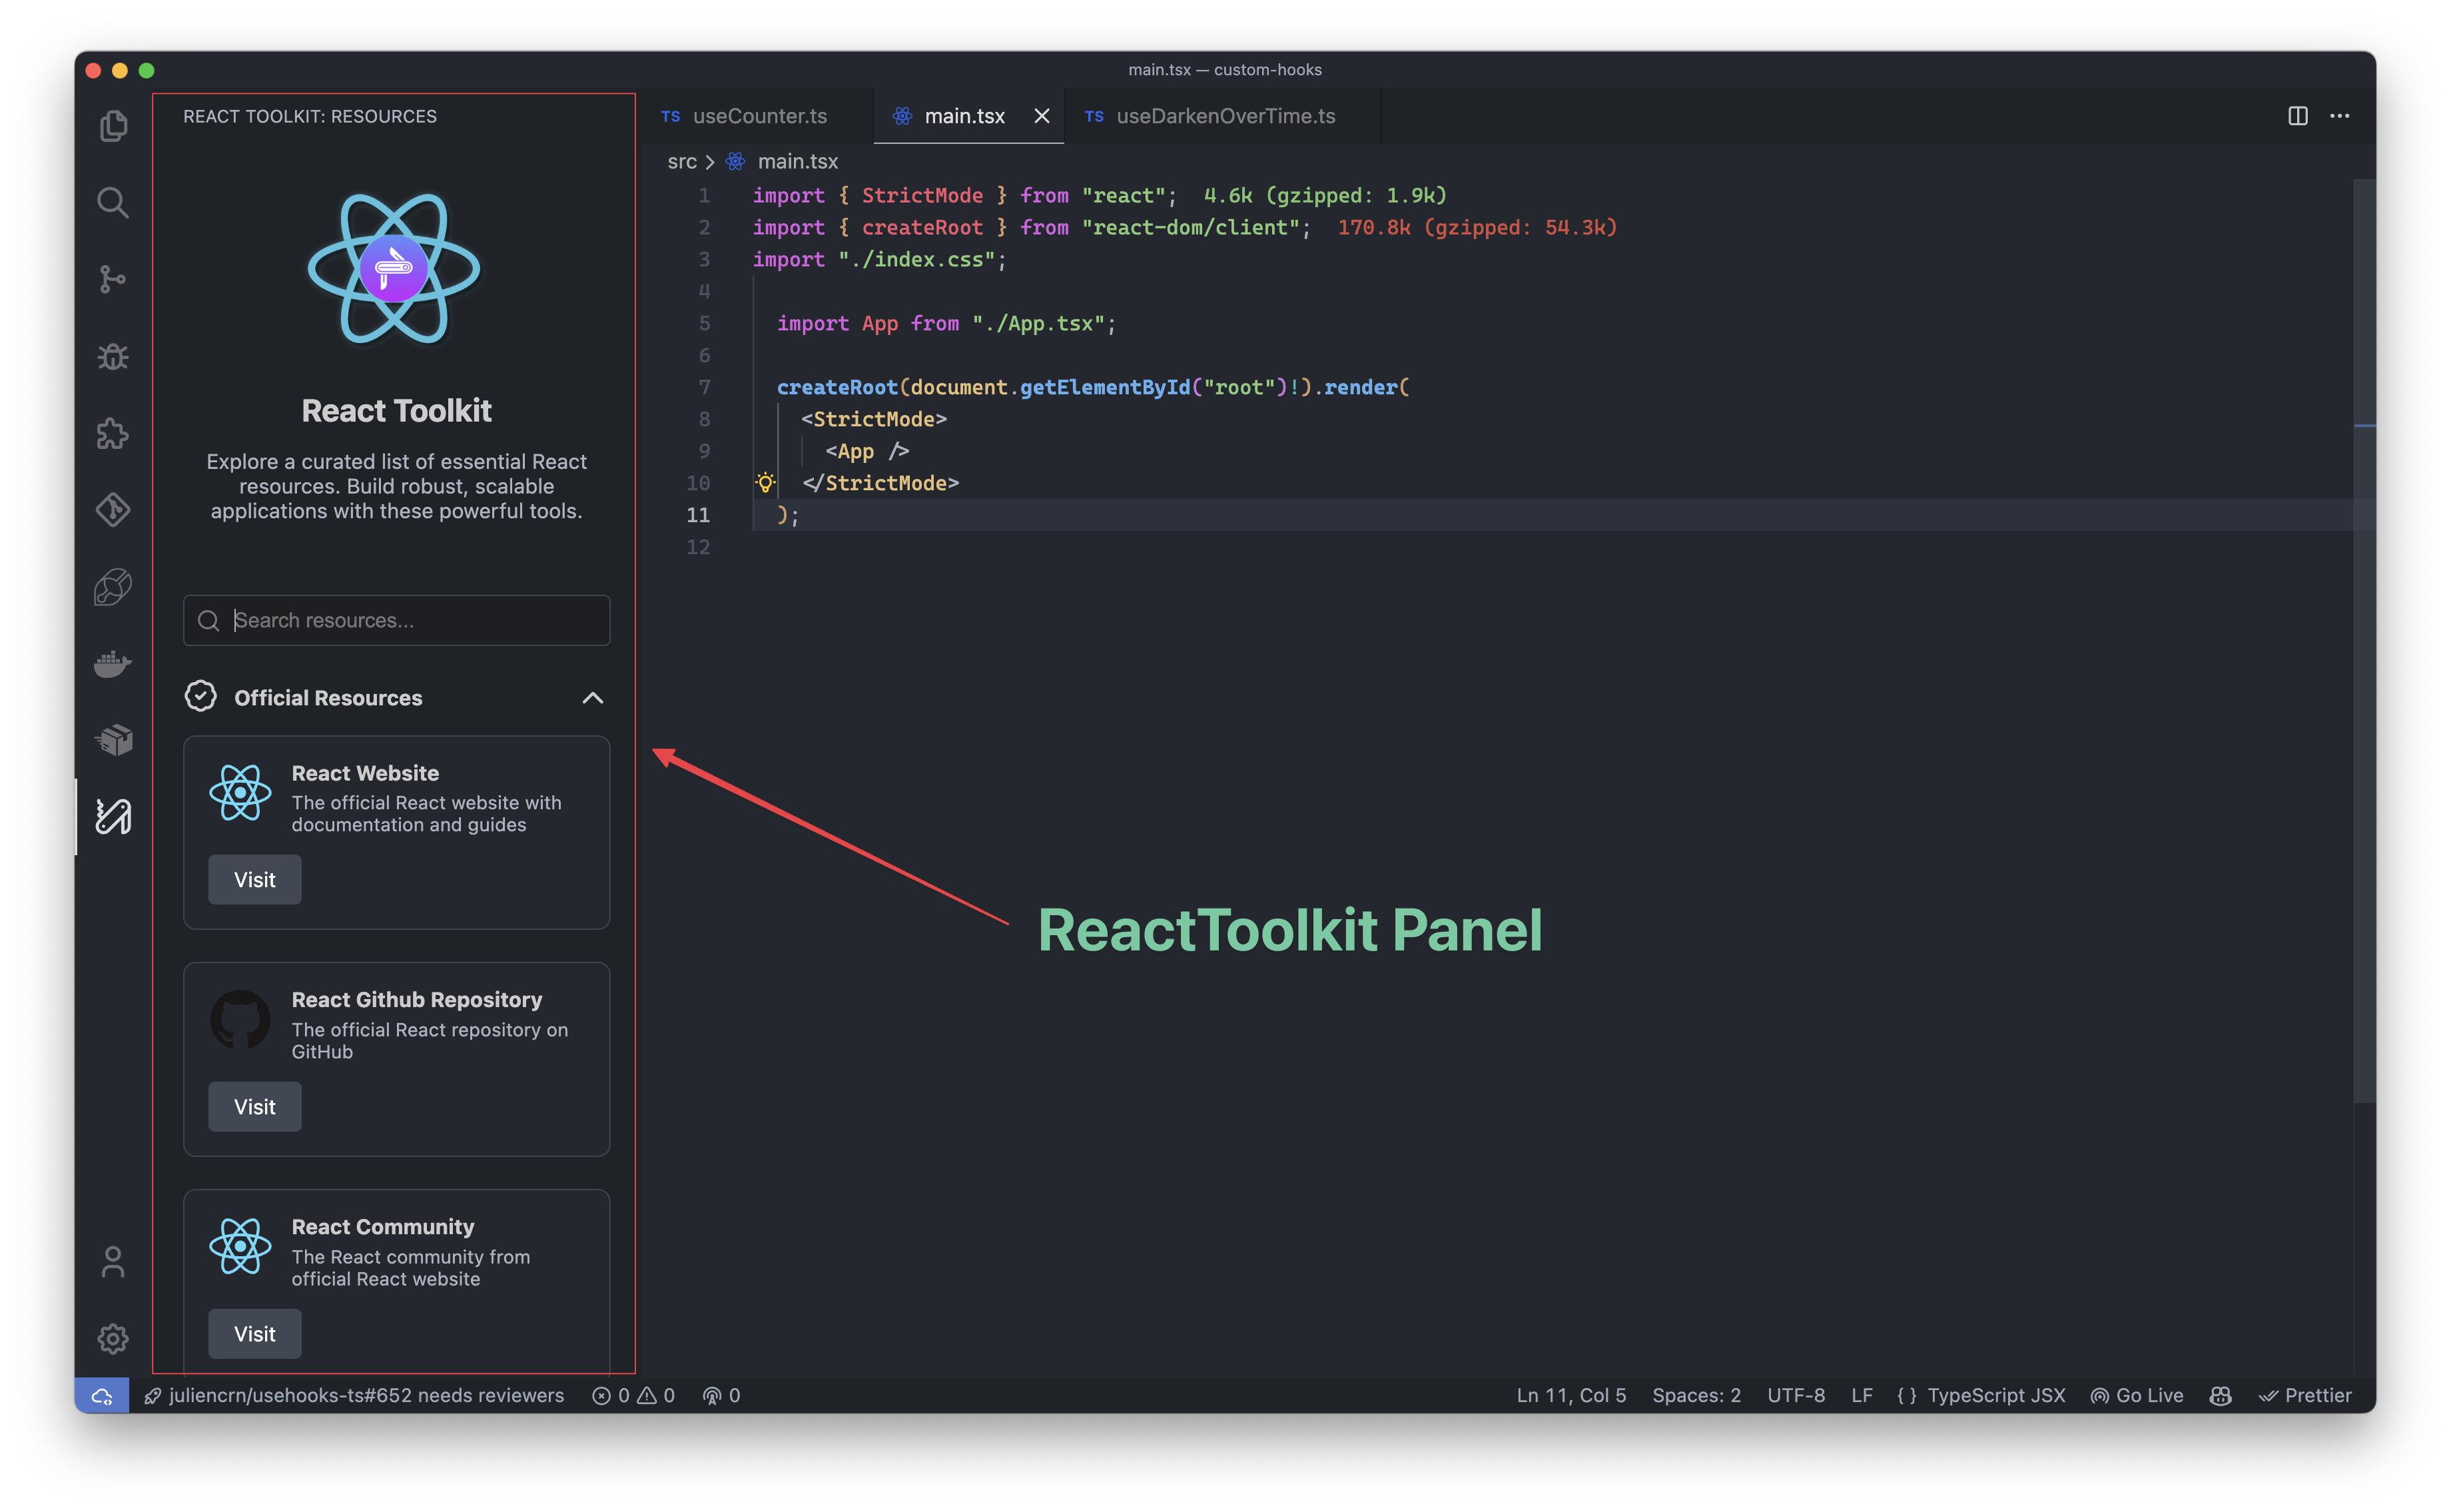 main.tsx — custom-hooks
REACT TOOLKIT: RESOURCES
React Toolkit
Explore a curated list of essential React
resources. Build robust, scalable
applications with these powerful tools.
Search resources...
Official Resources
React Website
The official React website with
documentation and guides
Visit
React Github Repository
The official React repository on
GitHub
Visit
React Community
The React community from
official React website
Visit
TS useCounter.ts
main.tsx
TS useDarkenOverTime.ts
src > main.tsx
1 import { StrictMode } from "react"; 4.6k (gzipped: 1.9k)
2 import { createRoot } from "react-dom/client"; 170.8k (gzipped: 54.3k)
3 import "./index.css";
4
5 import App from "./App.tsx";
6
7 createRoot(document.getElementById("root")!).render(
8 <StrictMode>
9 <App />
10 </StrictMode>
11 );
12
ReactToolkit Panel
juliencrn/usehooks-ts#652 needs reviewers 0 0 0
Ln 11, Col 5 Spaces: 2 UTF-8 LF { } TypeScript JSX Go Live Prettier